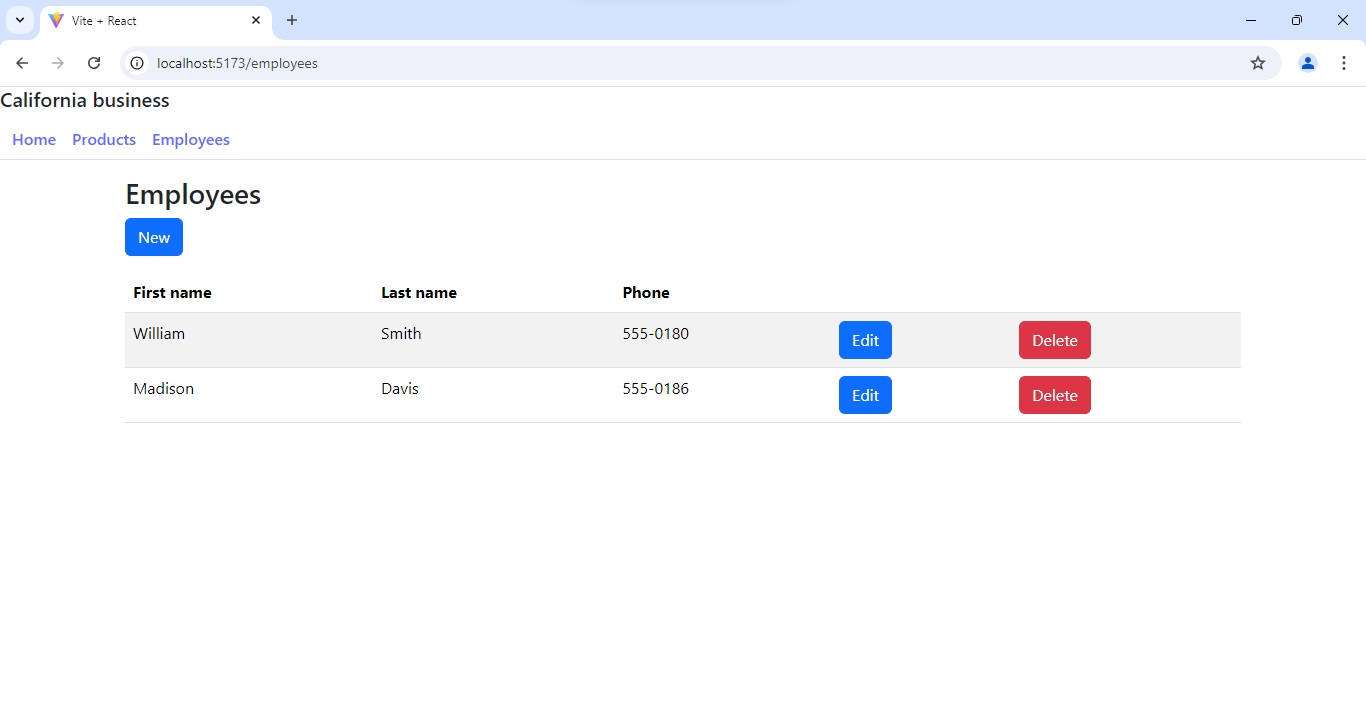 Vite + React
localhost:5173/employees
California business
Home Products Employees
Employees
New
First name Last name Phone
William Smith 555-0180 Edit Delete
Madison Davis 555-0186 Edit Delete